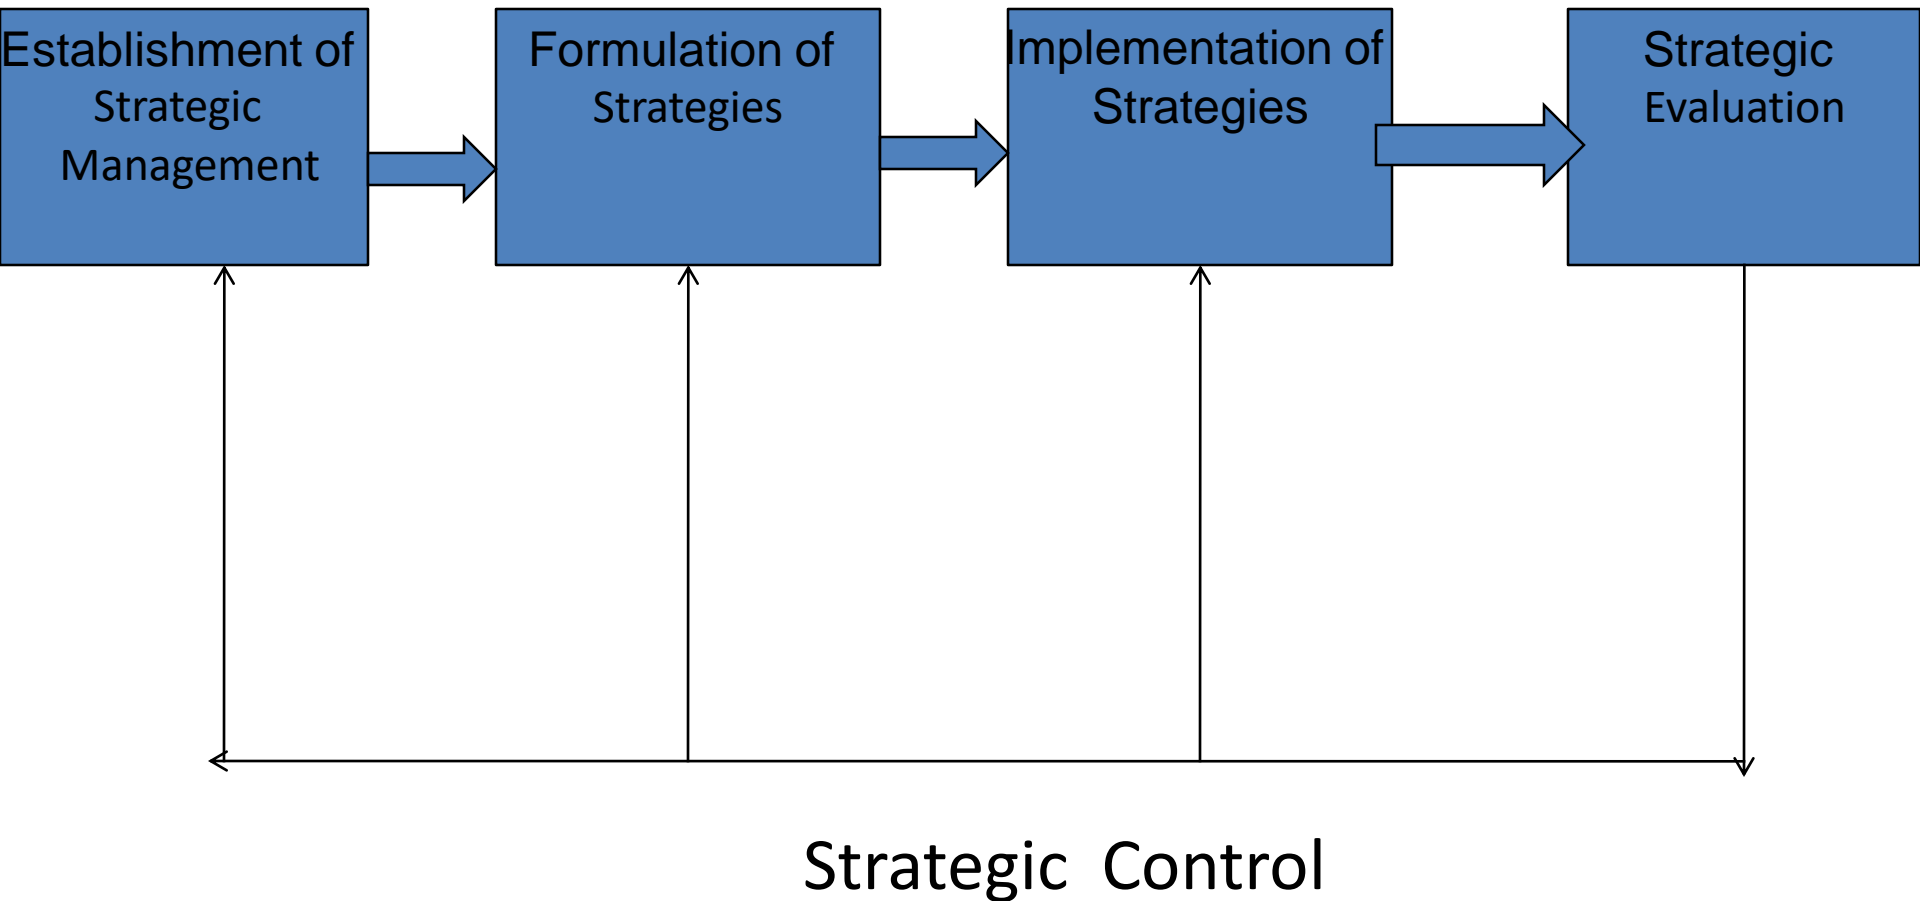 Establishment of
Strategic
Management
Formulation of
Strategies
Implementation of
Strategies
Strategic
Evaluation
Strategic Control